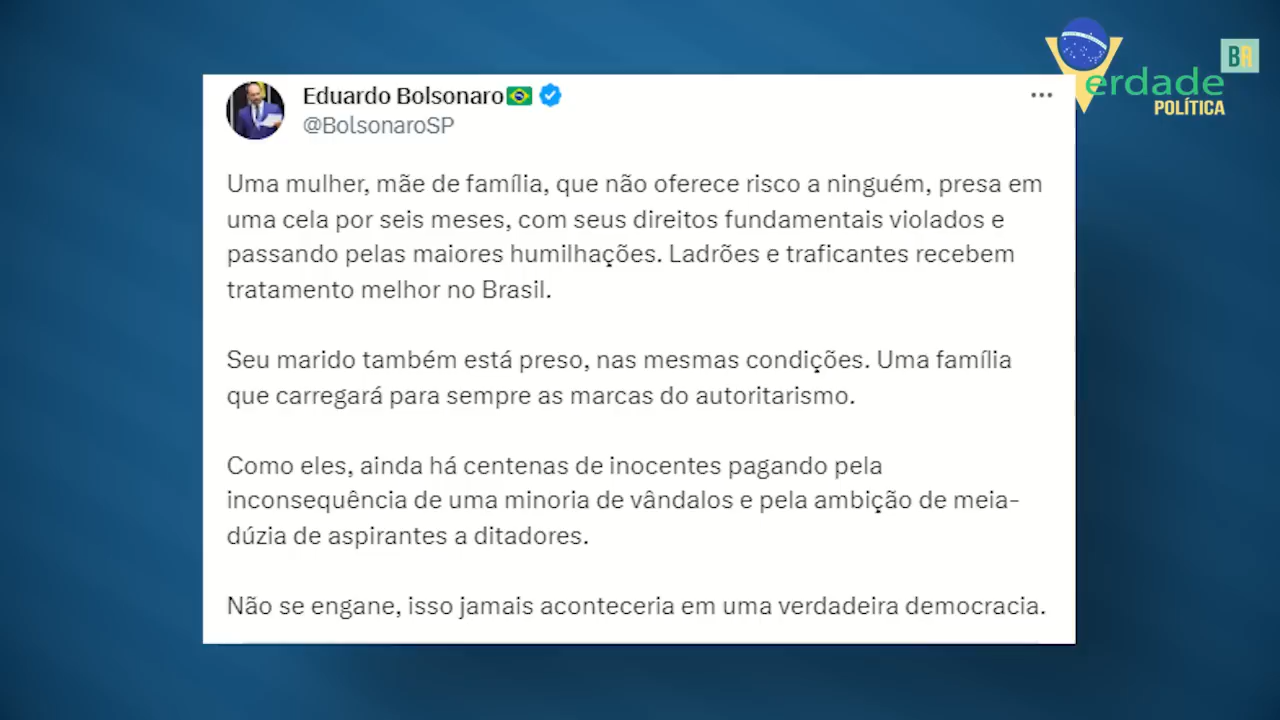 Eduardo Bolsonaro
@BolsonaroSP
Uma mulher, mãe de família, que não oferece risco a ninguém, presa em
uma cela por seis meses, com seus direitos fundamentais violados e
passando pelas maiores humilhações. Ladrões e traficantes recebem
tratamento melhor no Brasil.
Seu marido também está preso, nas mesmas condições. Uma família
que carregará para sempre as marcas do autoritarismo.
Como eles, ainda há centenas de inocentes pagando pela
inconsequência de uma minoria de vândalos e pela ambição de meia-
dúzia de aspirantes a ditadores.
Não se engane, isso jamais aconteceria em uma verdadeira democracia.
erdade
POLÍTICA
BR